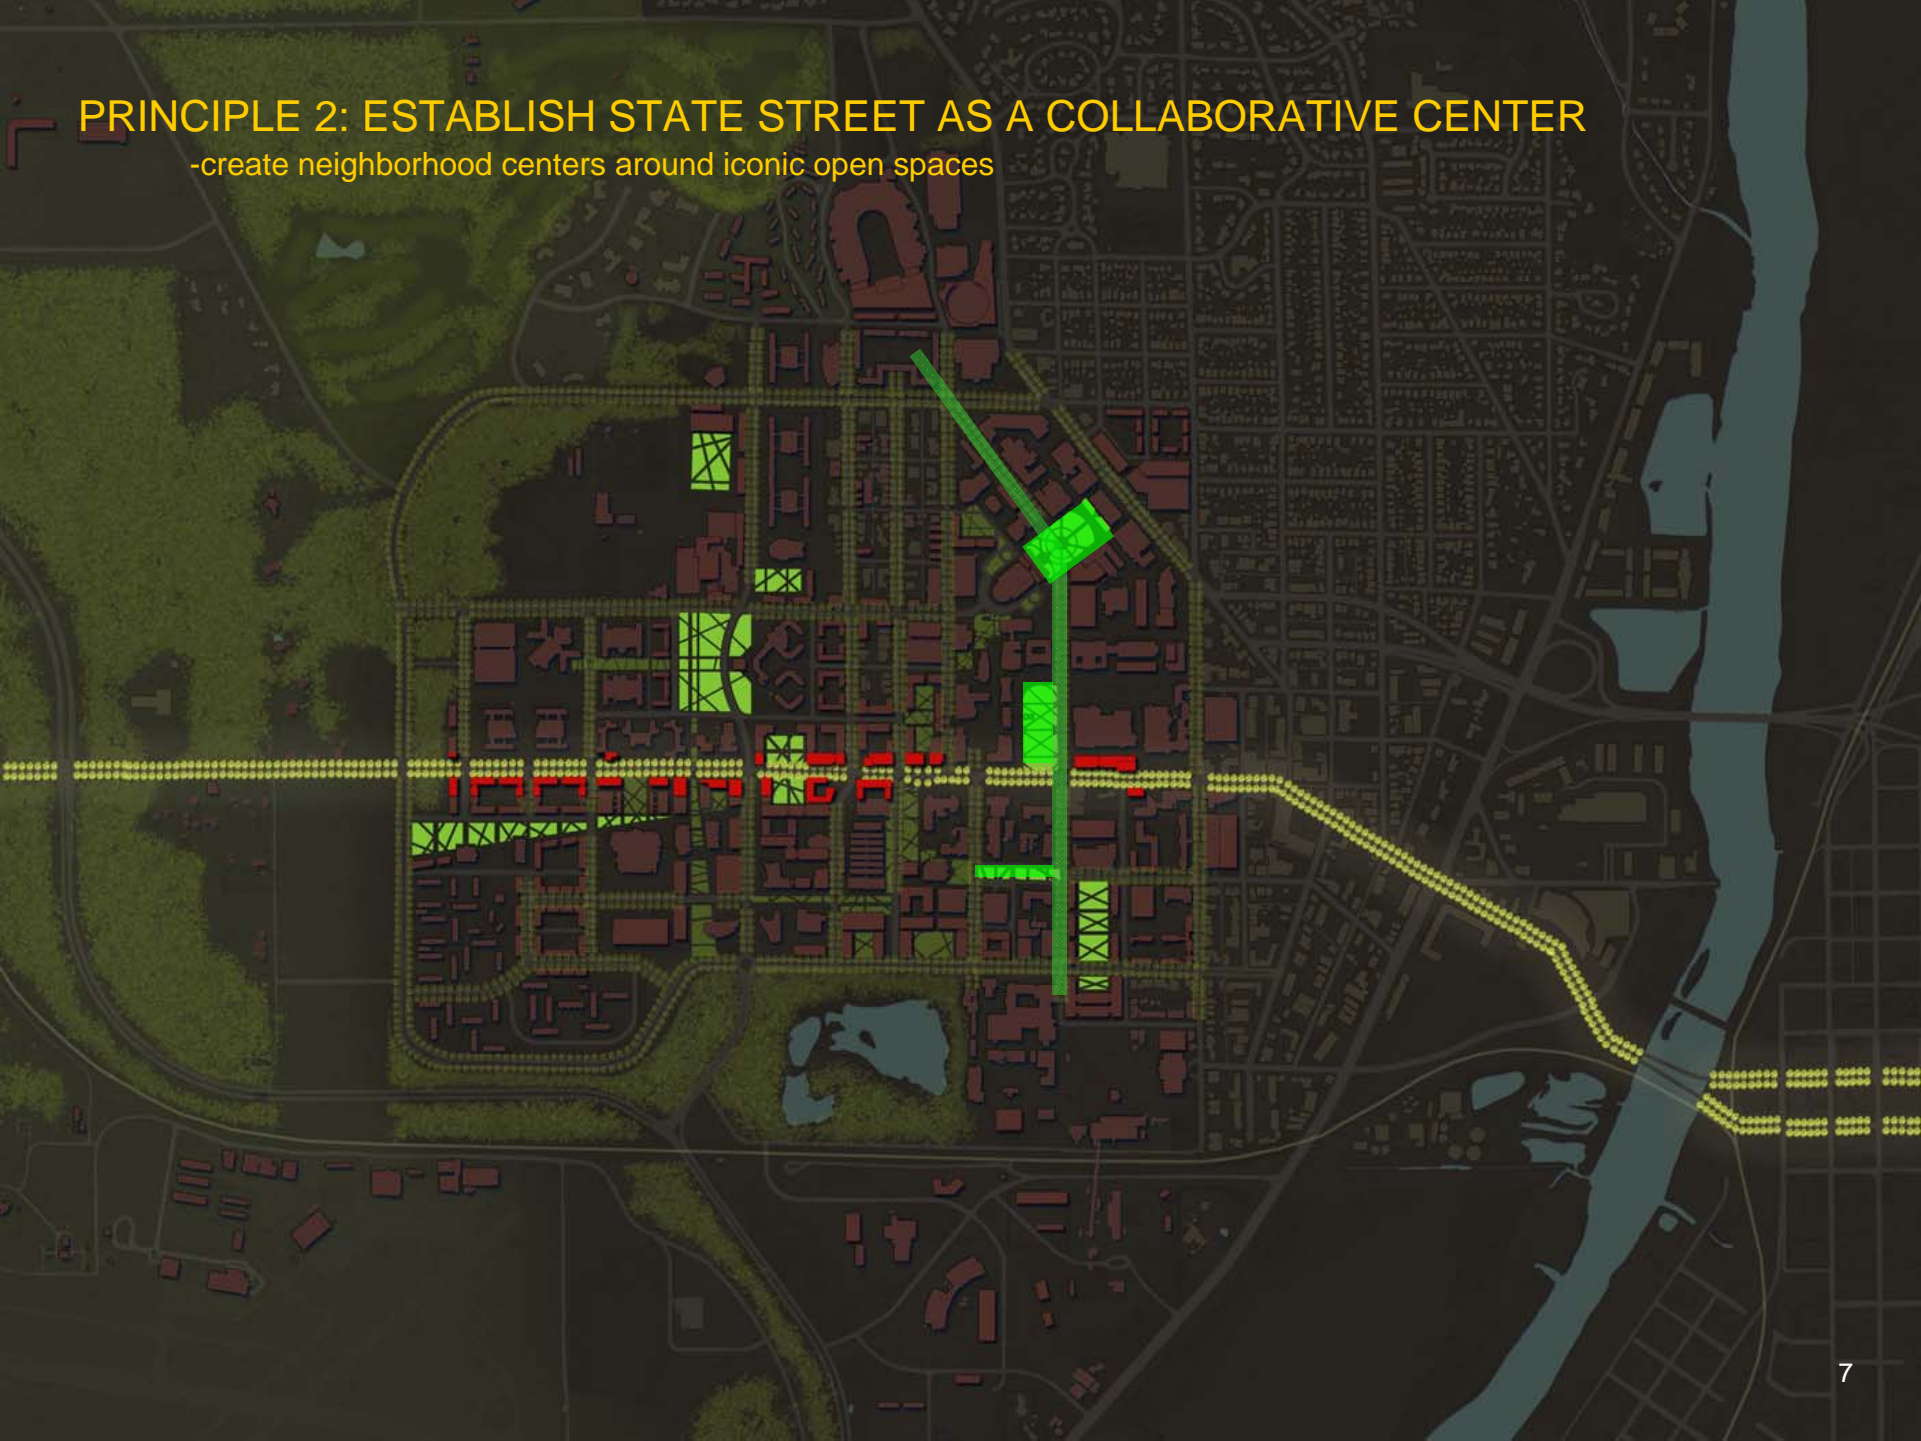 PRINCIPLE 2: ESTABLISH STATE STREET AS A COLLABORATIVE CENTER
-create neighborhood centers around iconic open spaces
7